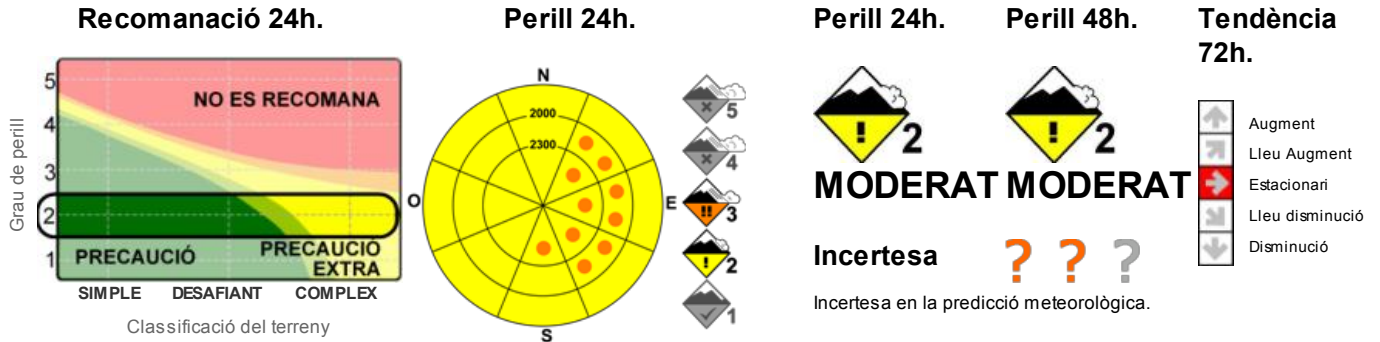 Recomanació 24h.
Perill 24h.
Perill 24h.
Perill 48h.
Tendència
72h.
Grau de perill
5
4
3
2
1
NO ES RECOMANA
PRECAUCIÓ
PRECAUCIÓ
EXTRA
SIMPLE
DESAFIANT
COMPLEX
Classificació del terreny
N
2000
2300
O
E
S
5
4
!! 3
! 2
1
! 2
MODERAT
! 2
MODERAT
Incertesa
? ? ?
Incertesa en la predicció meteorològica.
Augment
Lleu Augment
Estacionari
Lleu disminució
Disminució